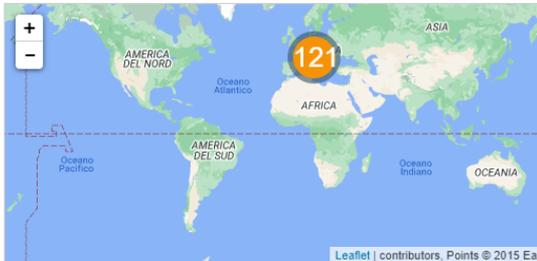 +
−
ASIA
AMERICA
DEL NORD
121
A
Oceano
Atlantico
AFRICA
AMERICA
DEL SUD
Oceano
Pacifico
Oceano
Indiano
OCEANIA
Leaflet | contributors, Points © 2015 Ea